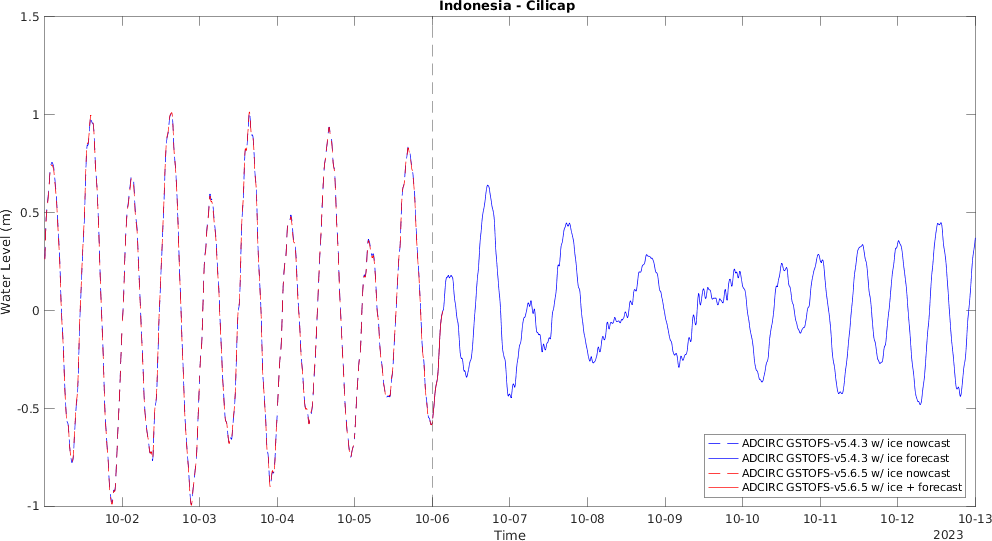 Indonesia - Cilicap
1.5
1
0.5
0
-0.5
-1
Water Level (m)
10-02 10-03 10-04 10-05 10-06 10-07 10-08 10-09 10-10 10-11 10-12 10-13
Time
2023
ADCIRC GSTOFS-v5.4.3 w/ ice nowcast
ADCIRC GSTOFS-v5.4.3 w/ ice forecast
ADCIRC GSTOFS-v5.6.5 w/ ice nowcast
ADCIRC GSTOFS-v5.6.5 w/ ice + forecast